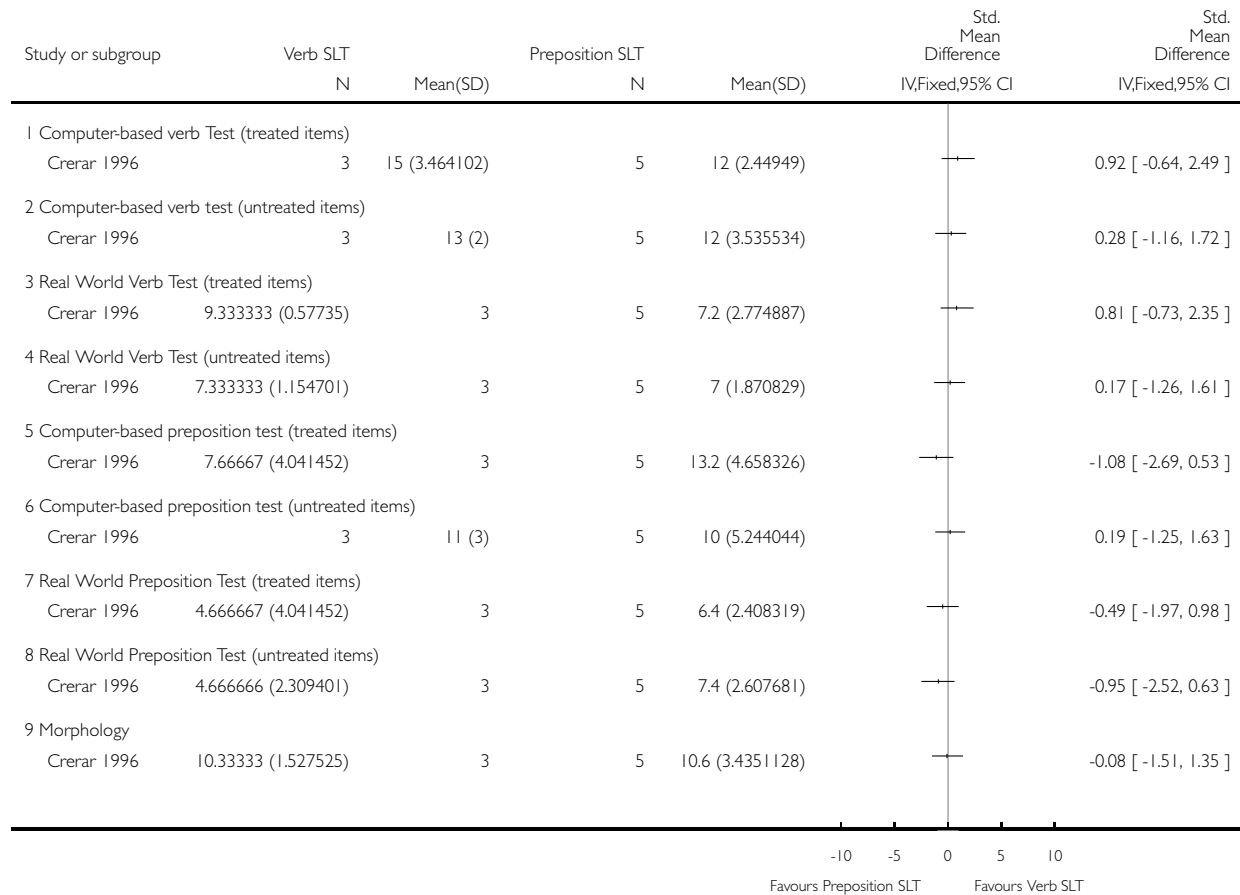 Std.
Mean
Difference
Std.
Mean
Difference
Study or subgroup Verb SLT Preposition SLT
N Mean(SD) N Mean(SD) IV,Fixed,95% CI IV,Fixed,95% CI
1 Computer-based verb Test (treated items)
Crerar 1996 3 15 (3.464102) 5 12 (2.44949) 0.92 [ -0.64, 2.49 ]
2 Computer-based verb test (untreated items)
Crerar 1996 3 13 (2) 5 12 (3.535534) 0.28 [ -1.16, 1.72 ]
3 Real World Verb Test (treated items)
Crerar 1996 9.333333 (0.57735) 3 5 7.2 (2.774887) 0.81 [ -0.73, 2.35 ]
4 Real World Verb Test (untreated items)
Crerar 1996 7.333333 (1.154701) 3 5 7 (1.870829) 0.17 [ -1.26, 1.61 ]
5 Computer-based preposition test (treated items)
Crerar 1996 7.66667 (4.041452) 3 5 13.2 (4.658326) -1.08 [ -2.69, 0.53 ]
6 Computer-based preposition test (untreated items)
Crerar 1996 3 11 (3) 5 10 (5.244044) 0.19 [ -1.25, 1.63 ]
7 Real World Preposition Test (treated items)
Crerar 1996 4.666667 (4.041452) 3 5 6.4 (2.408319) -0.49 [ -1.97, 0.98 ]
8 Real World Preposition Test (untreated items)
Crerar 1996 4.666666 (2.309401) 3 5 7.4 (2.607681) -0.95 [ -2.52, 0.63 ]
9 Morphology
Crerar 1996 10.33333 (1.527525) 3 5 10.6 (3.4351128) -0.08 [ -1.51, 1.35 ]
-10 -5 0 5 10
Favours Preposition SLT Favours Verb SLT